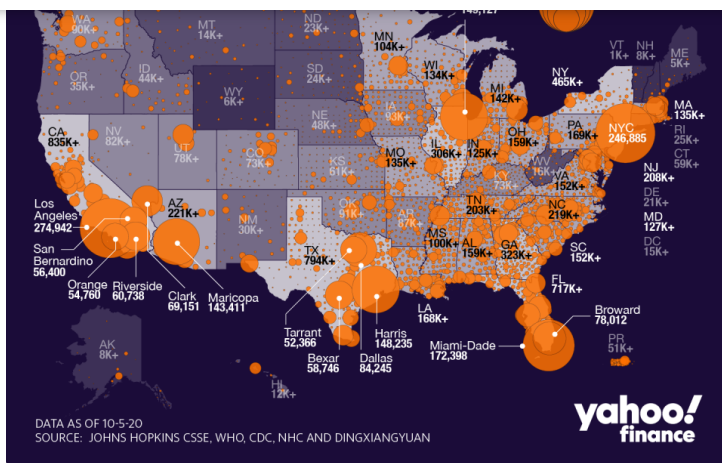 WA
90K+
MT
14K+
ND
23K+
MN
104K+
WI
134K+
MI
142K+
NY
465K+
VT
1K+
NH
8K+
ME
5K+
OR
35K+
ID
44K+
WY
6K+
SD
24K+
NE
48K+
IA
93K+
MA
135K+
RI
25K+
CT
59K+
NYC
246,885
PA
169K+
NJ
208K+
DE
21K+
MD
127K+
DC
15K+
CA
835K+
NV
82K+
UT
78K+
CO
73K+
KS
61K+
MO
135K+
IL
306K+
IN
125K+
OH
159K+
WV
16K+
VA
152K+
KY
73K+
Los
Angeles
274,942
San
Bernardino
56,400
Orange
54,760
Riverside
60,738
Clark
69,151
Maricopa
143,411
AZ
221K+
NM
30K+
OK
91K+
AR
87K+
TN
203K+
NC
219K+
SC
152K+
MS
100K+
AL
159K+
GA
323K+
TX
794K+
LA
168K+
FL
717K+
Tarrant
52,366
Bexar
58,746
Dallas
84,245
Harris
148,235
Miami-Dade
172,398
Broward
78,012
PR
51K+
AK
8K+
HI
12K+
DATA AS OF 10-5-20
SOURCE: JOHNS HOPKINS CSSE, WHO, CDC, NHC AND DINGXIANGYUAN
yahoo!
finance